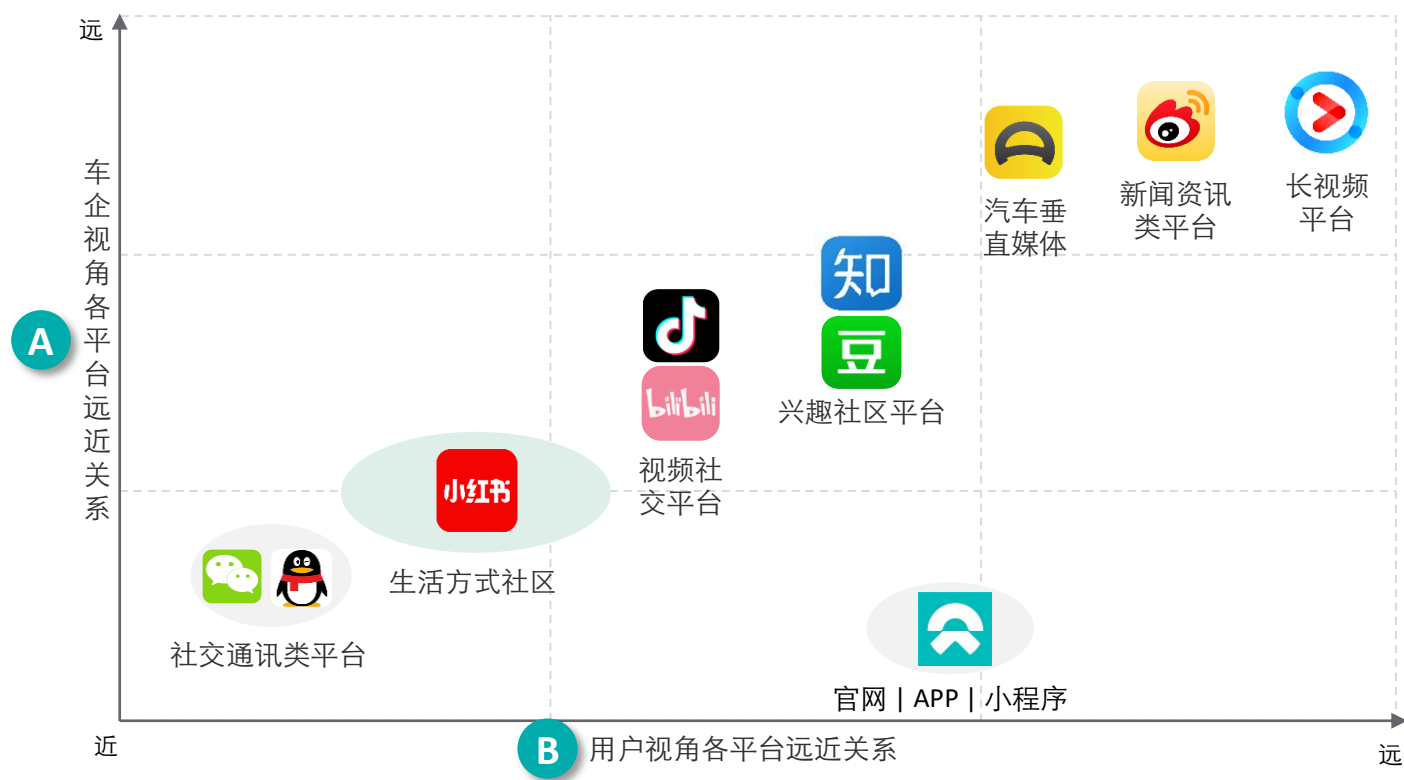 远
车企视角各平台远近关系
A
汽车垂
直媒体
新闻资讯
类平台
长视频
平台
知
豆
兴趣社区平台
bilibili
视频社
交平台
小红书
生活方式社区
社交通讯类平台
官网 | APP | 小程序
近
B
用户视角各平台远近关系
远